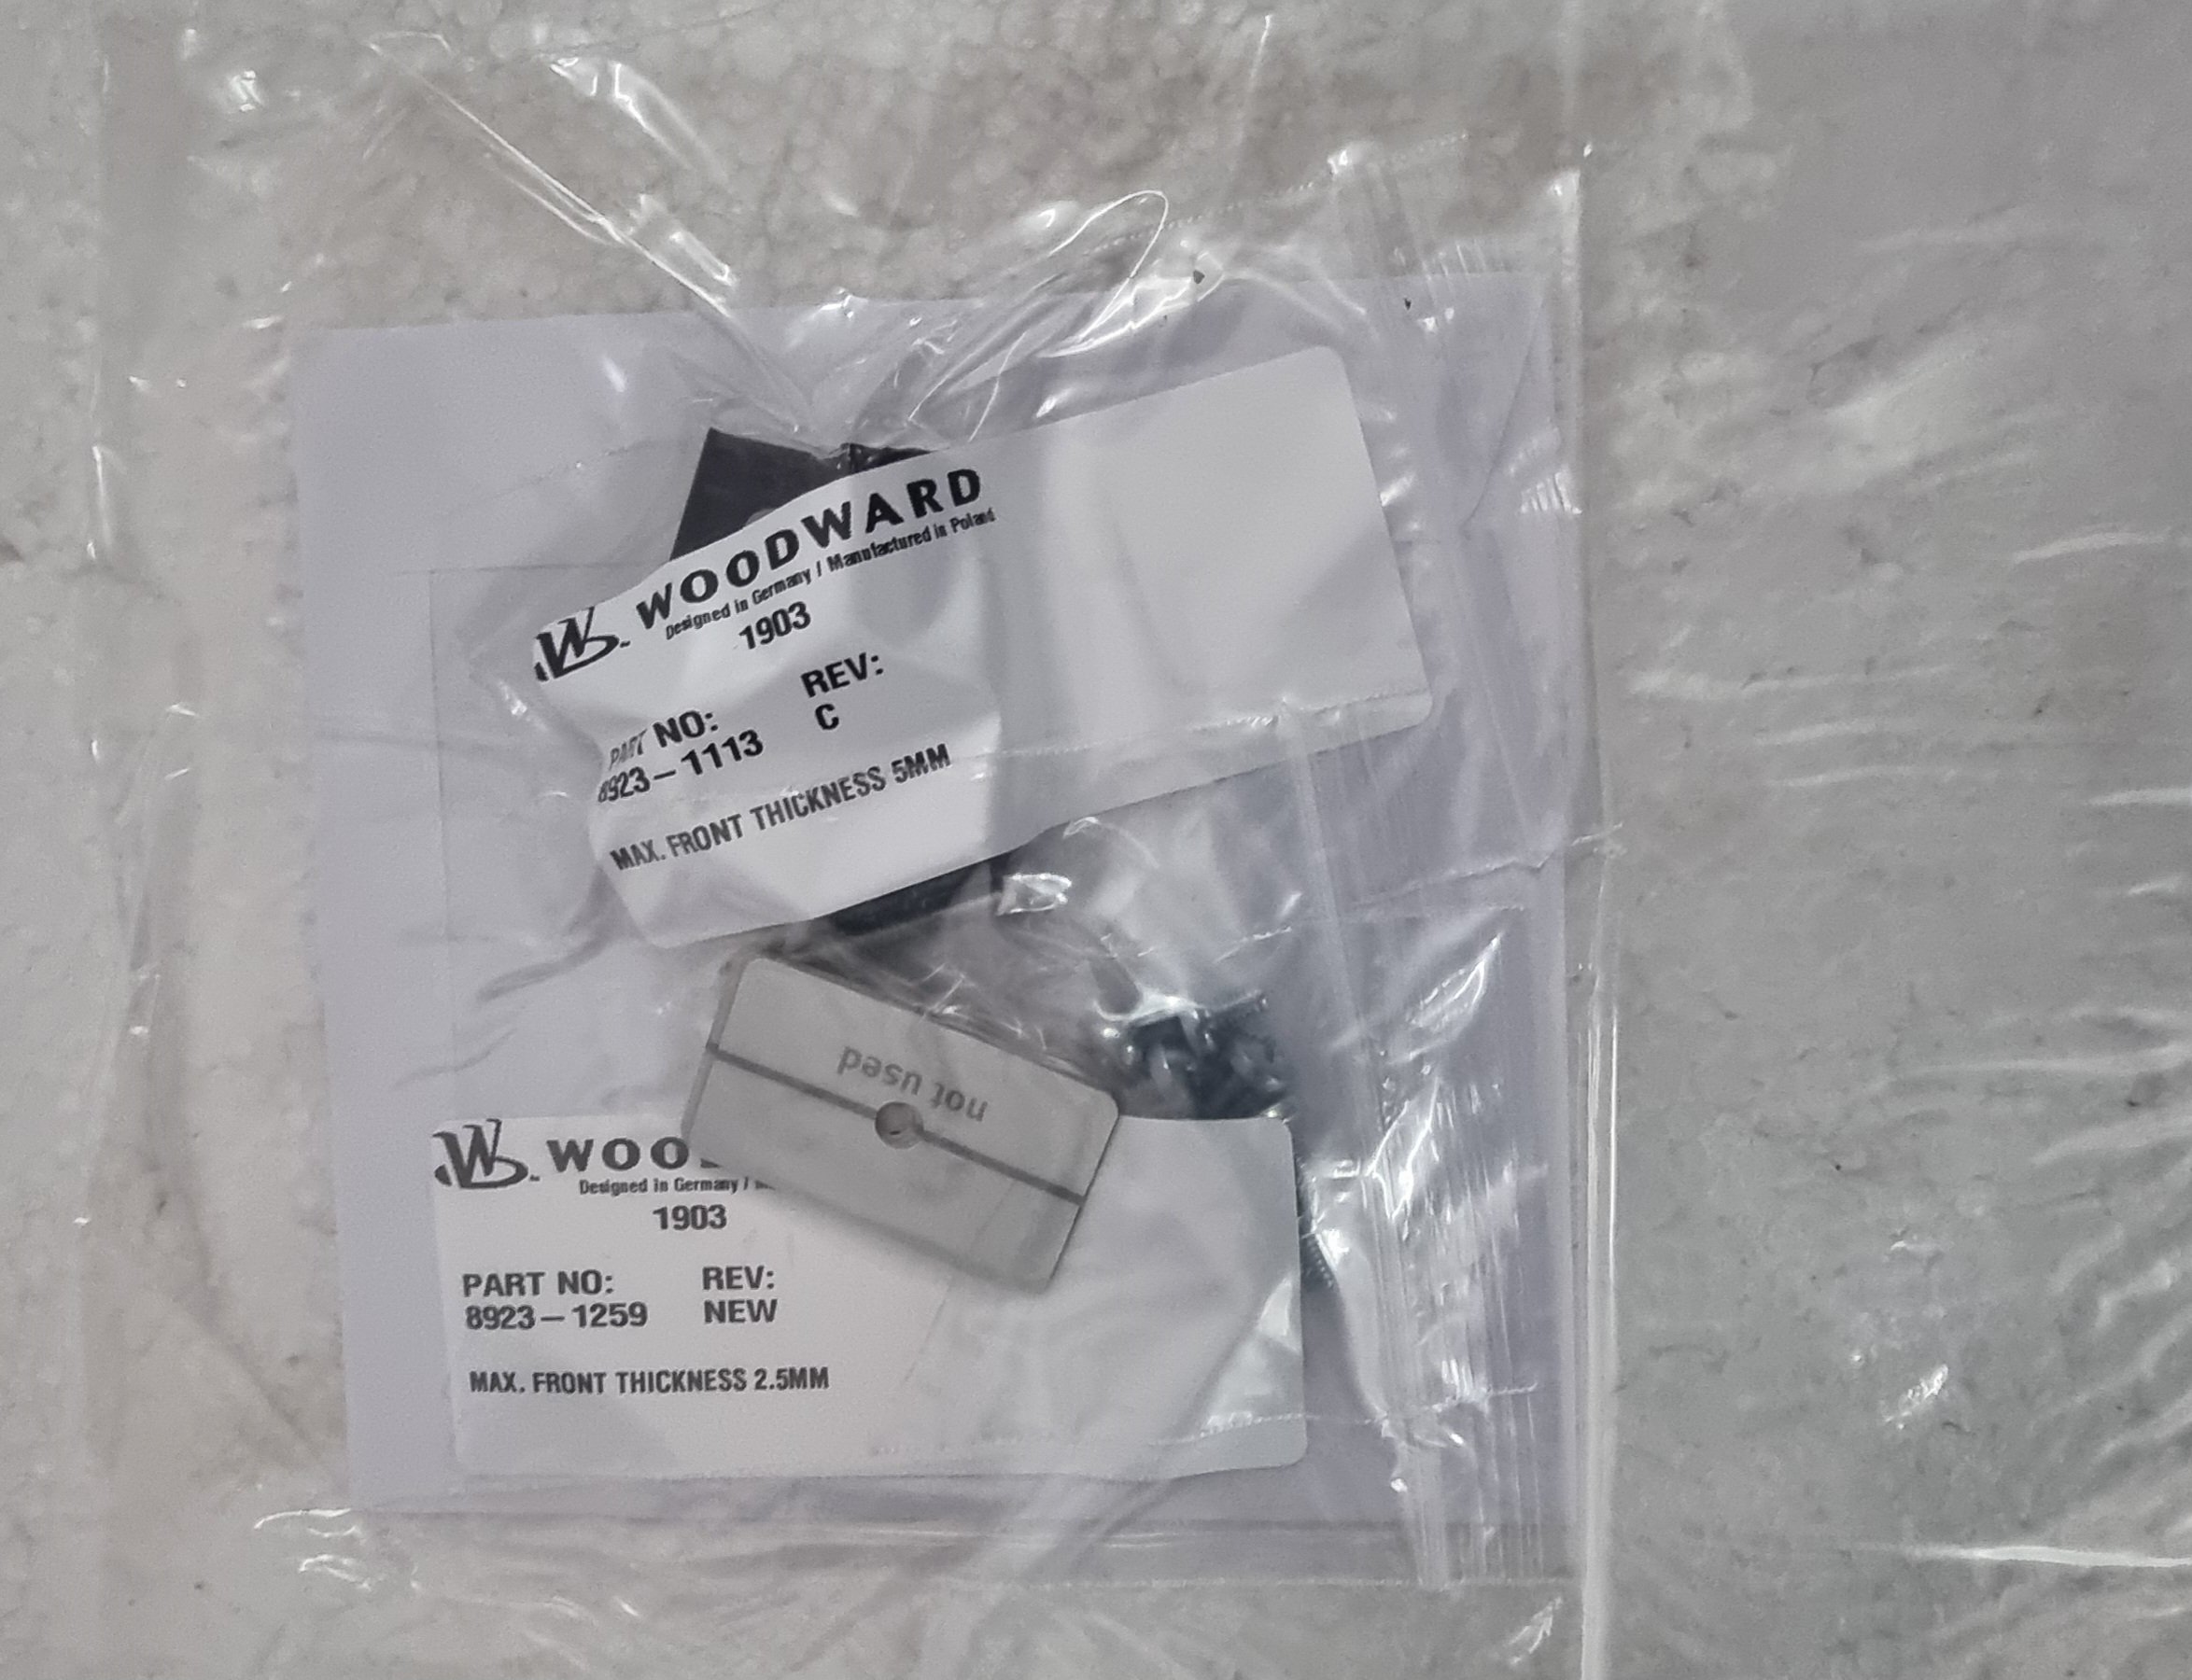 WOODWARD
Designed in Germany / Manufactured in Poland
1903
PART NO: REV:
8923-1113 C
MAX. FRONT THICKNESS 5MM
not used
WOO
Designed in Germany /
1903
PART NO: REV:
8923-1259 NEW
MAX. FRONT THICKNESS 2.5MM